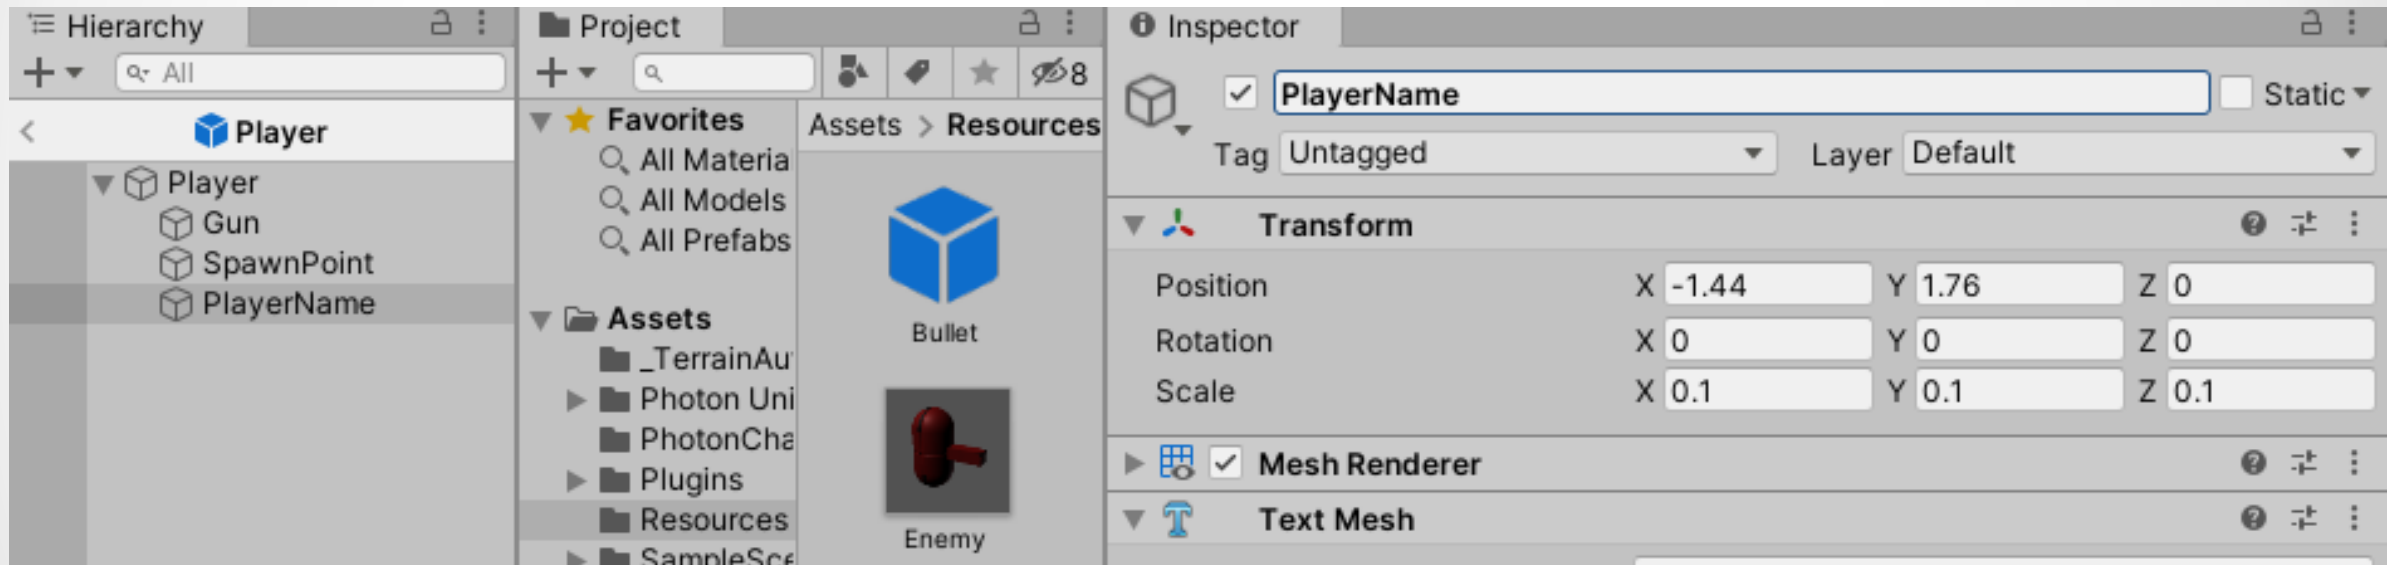 Hierarchy
All
Player
Player
Gun
SpawnPoint
PlayerName
Project
8
Favorites
All Materia
All Models
All Prefabs
Assets
_TerrainAu
Photon Uni
PhotonCha
Plugins
Resources
SampleSce
Assets > Resources
Bullet
Enemy
Inspector
PlayerName
Static
Tag Untagged Layer Default
Transform
Position X -1.44 Y 1.76 Z 0
Rotation X 0 Y 0 Z 0
Scale X 0.1 Y 0.1 Z 0.1
Mesh Renderer
Text Mesh